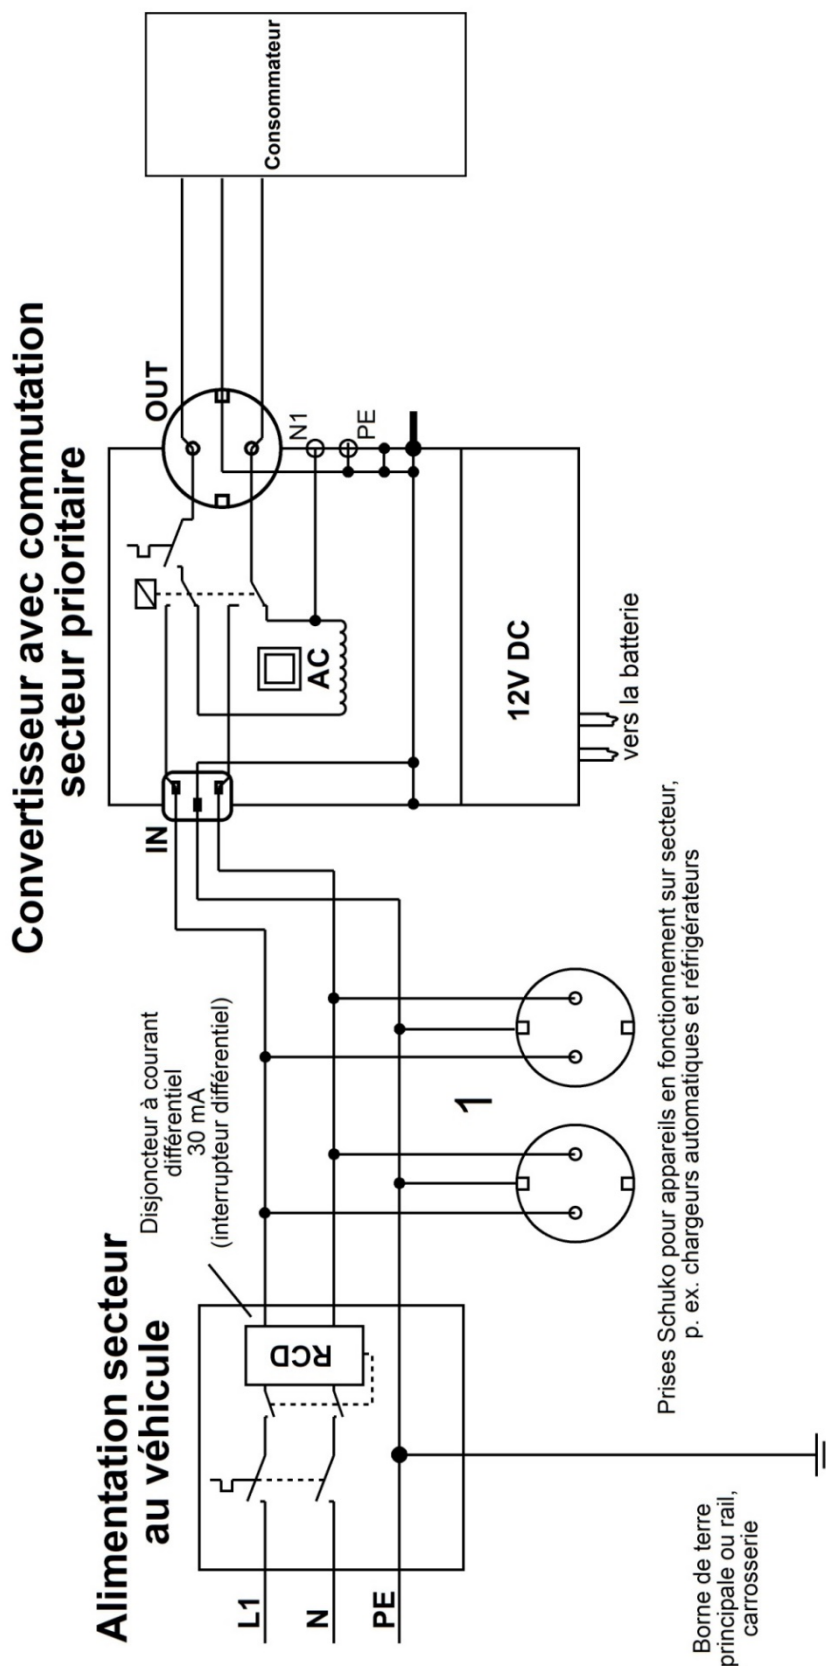 Convertisseur avec commutation
secteur prioritaire
Consommateur
OUT
N1
PE
AC
12V DC
vers la batterie
IN
Alimentation secteur
au véhicule
Disjoncteur à courant
différentiel
30 mA
(interrupteur différentiel)
RCD
1
Prises Schuko pour appareils en fonctionnement sur secteur,
p. ex. chargeurs automatiques et réfrigérateurs
L1
N
PE
Borne de terre
principale ou rail,
carrosserie